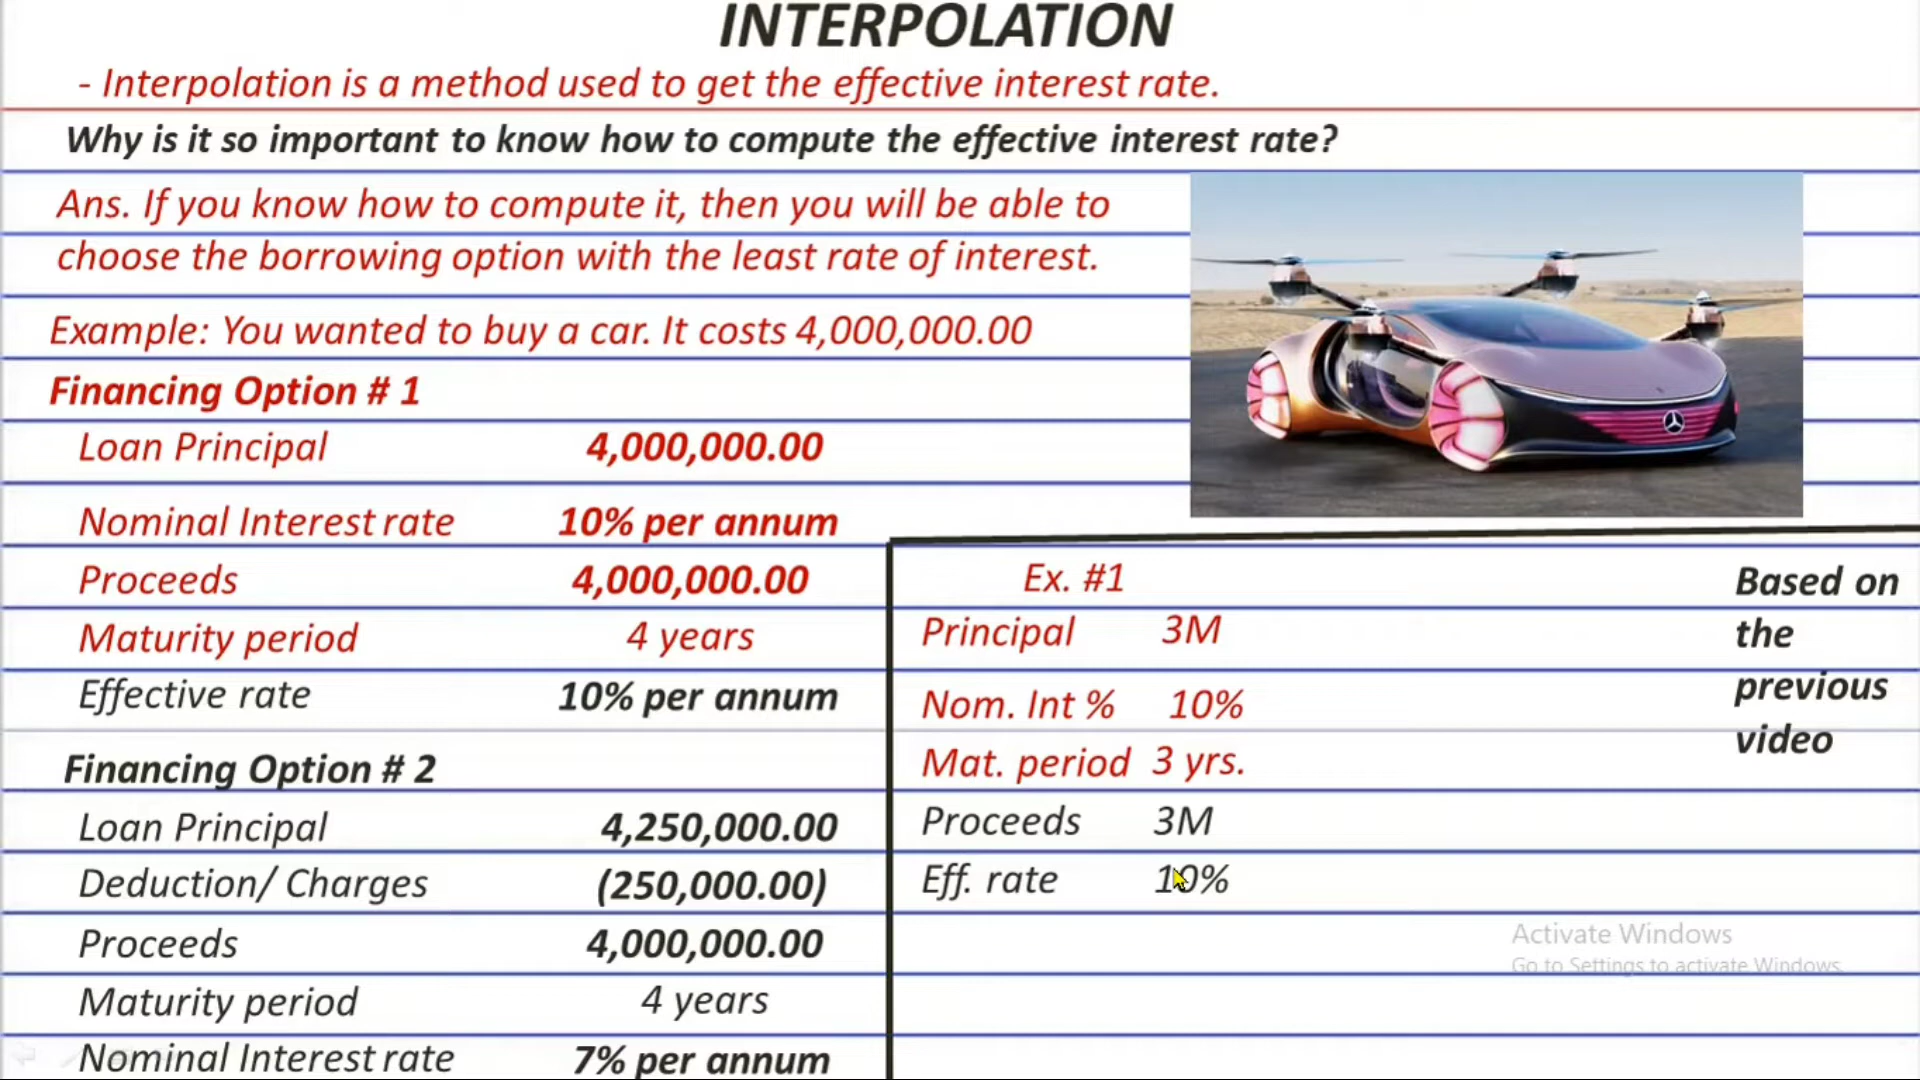 INTERPOLATION
- Interpolation is a method used to get the effective interest rate.
Why is it so important to know how to compute the effective interest rate?
Ans. If you know how to compute it, then you will be able to
choose the borrowing option with the least rate of interest.
Example: You wanted to buy a car. It costs 4,000,000.00
Financing Option # 1
Loan Principal 4,000,000.00
Nominal Interest rate 10% per annum
Proceeds 4,000,000.00
Maturity period 4 years
Effective rate 10% per annum
Financing Option # 2
Loan Principal 4,250,000.00
Deduction/ Charges (250,000.00)
Proceeds 4,000,000.00
Maturity period 4 years
Nominal Interest rate 7% per annum
Ex. #1
Principal 3M
Nom. Int % 10%
Mat. period 3 yrs.
Proceeds 3M
Eff. rate 10%
Based on
the
previous
video
Activate Windows
Go to Settings to activate Windows.